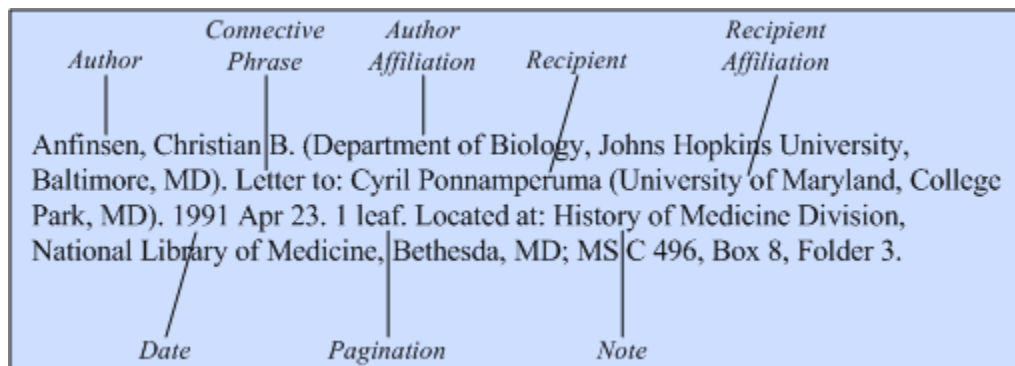 Connective Author Recipient
Author Phrase Affiliation Recipient Affiliation
Anfinsen, Christian B. (Department of Biology, Johns Hopkins University,
Baltimore, MD). Letter to: Cyril Ponnamperuma (University of Maryland, College
Park, MD). 1991 Apr 23. 1 leaf. Located at: History of Medicine Division,
National Library of Medicine, Bethesda, MD; MS C 496, Box 8, Folder 3.
Date Pagination Note